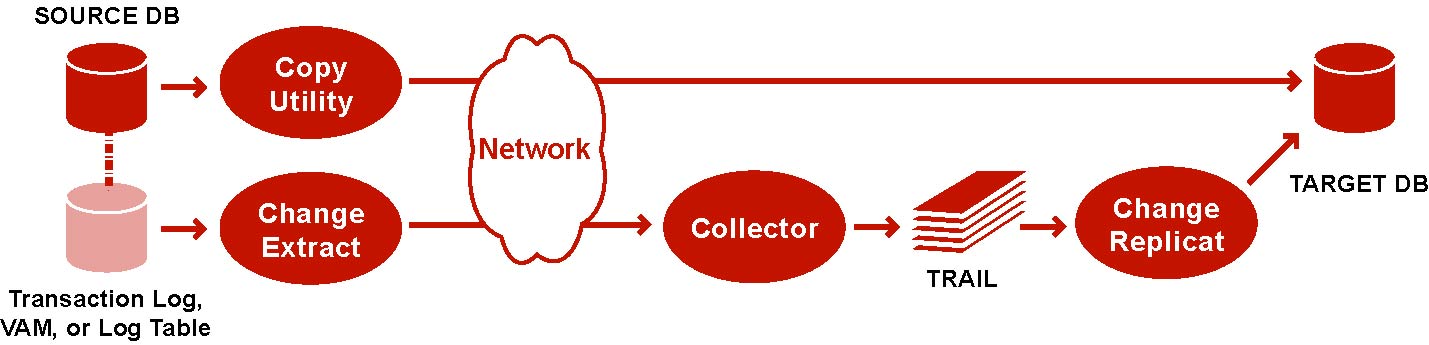 SOURCE DB
Copy
Utility
Network
TARGET DB
Change
Extract
Collector
TRAIL
Change
Replicat
Transaction Log,
VAM, or Log Table